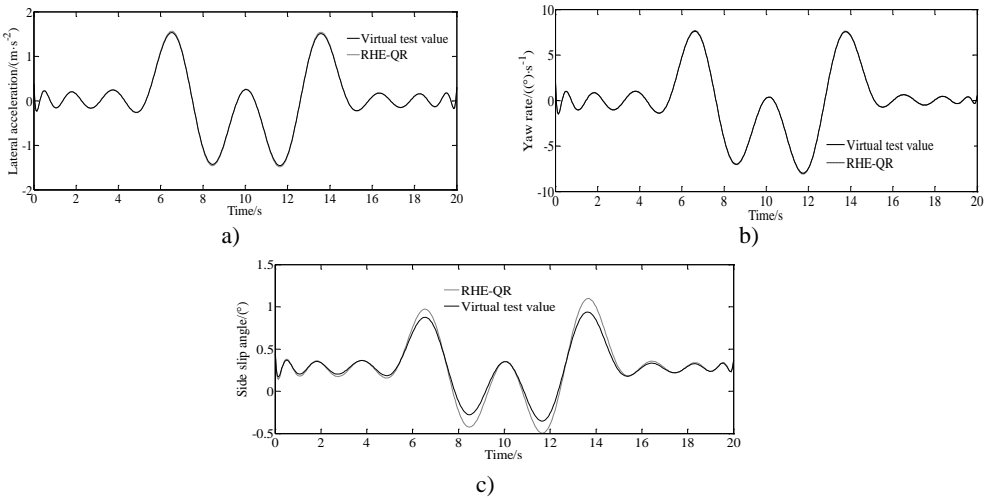 2
1
0
-1
-2
Lateral acceleration/(m·s⁻²)
Virtual test value
RHE-QR
0 2 4 6 8 10 12 14 16 18 20
Time/s
a)
10
5
0
-5
-10
Yaw rate/((°)·s⁻¹)
Virtual test value
RHE-QR
0 2 4 6 8 10 12 14 16 18 20
Time/s
b)
1.5
1
0.5
0
-0.5
Side slip angle/(°)
RHE-QR
Virtual test value
0 2 4 6 8 10 12 14 16 18 20
Time/s
c)